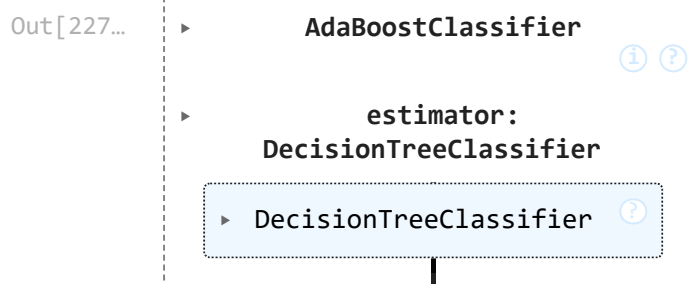 Out[227…
▸ AdaBoostClassifier
i ?
▸ estimator:
DecisionTreeClassifier
▸ DecisionTreeClassifier ?